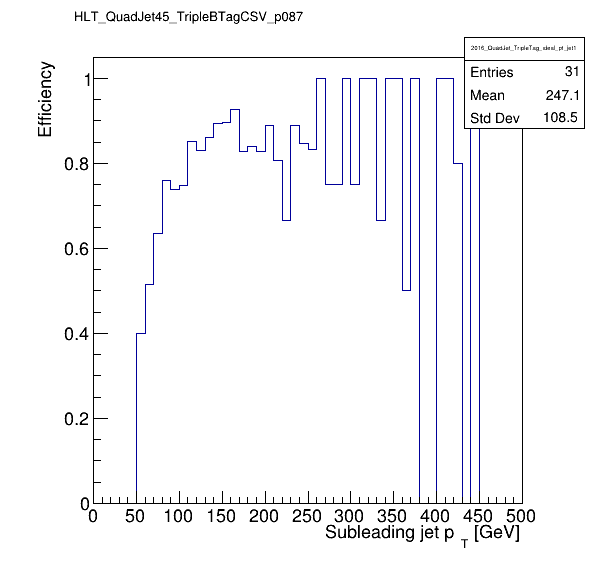 HLT_QuadJet45_TripleBTagCSV_p087
2016_QuadJet_TripleTag_ideal_pt_jet1
Entries 31
Mean 247.1
Std Dev 108.5
Efficiency
1
0.8
0.6
0.4
0.2
0
0 50 100 150 200 250 300 350 400 450 500
Subleading jet p T [GeV]